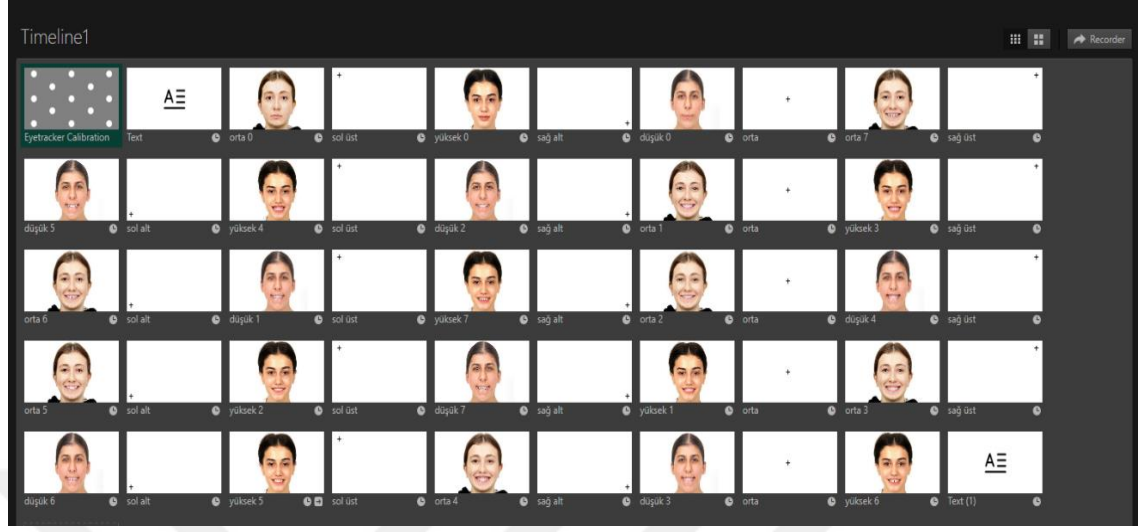 Timeline1
Recorder
AΞ AΞ
Eyetracker Calibration Text orta 0 sol üst yüksek 0 sağ alt düşük 0 orta orta 7 sağ üst
düşük 5 sol alt yüksek 4 sol üst düşük 2 sağ alt orta 1 orta yüksek 3 sağ üst
orta 6 sol alt düşük 1 sol üst yüksek 7 sağ alt orta 2 orta düşük 4 sağ üst
orta 5 sol alt yüksek 2 sol üst düşük 7 sağ alt yüksek 1 orta orta 3 sağ üst
düşük 6 sol alt yüksek 5 sol üst orta 4 sağ alt düşük 3 orta yüksek 6 Text (1)